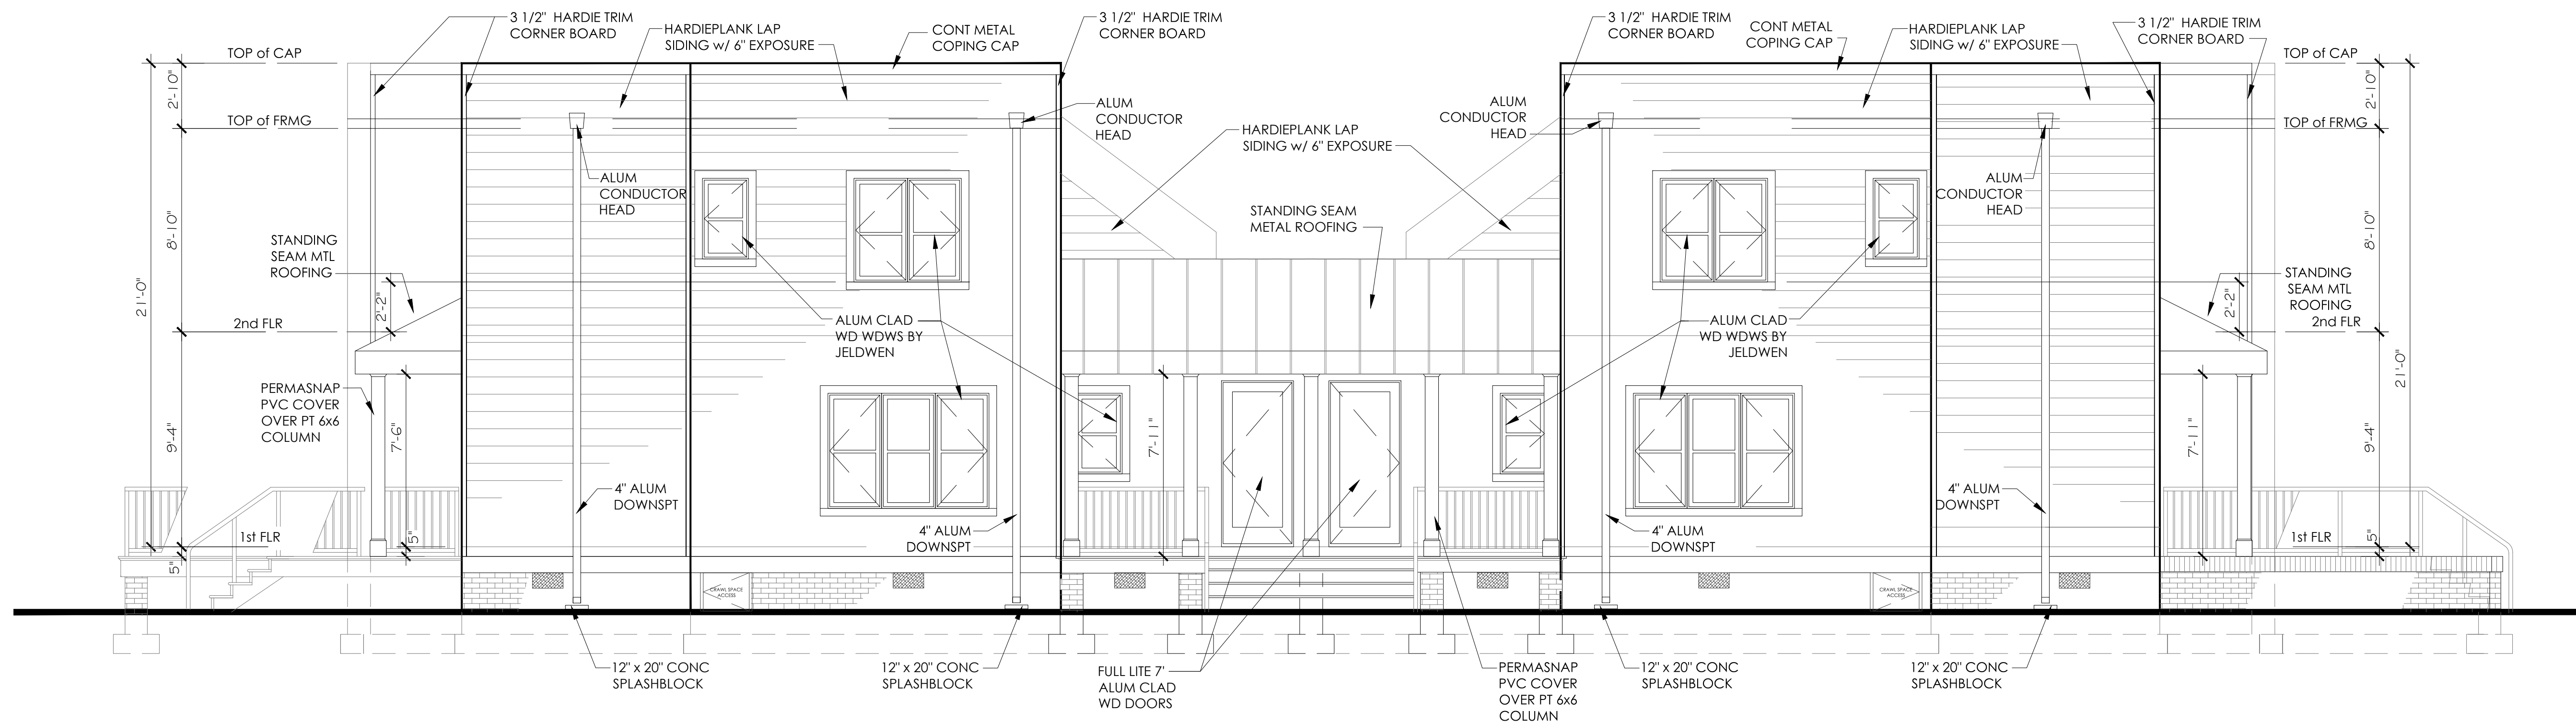 3 1/2" HARDIE TRIM
CORNER BOARD
HARDIEPLANK LAP
SIDING w/ 6" EXPOSURE
CONT METAL
COPING CAP
3 1/2" HARDIE TRIM
CORNER BOARD
3 1/2" HARDIE TRIM
CORNER BOARD
CONT METAL
COPING CAP
HARDIEPLANK LAP
SIDING w/ 6" EXPOSURE
3 1/2" HARDIE TRIM
CORNER BOARD
TOP of CAP
TOP of CAP
2'-10"
2'-10"
TOP of FRMG
TOP of FRMG
ALUM
CONDUCTOR
HEAD
ALUM
CONDUCTOR
HEAD
HARDIEPLANK LAP
SIDING w/ 6" EXPOSURE
ALUM
CONDUCTOR
HEAD
ALUM
CONDUCTOR
HEAD
8'-10"
8'-10"
STANDING SEAM
METAL ROOFING
STANDING
SEAM MTL
ROOFING
STANDING
SEAM MTL
ROOFING
21'-0"
2'-2"
2'-2"
21'-0"
2nd FLR
2nd FLR
ALUM CLAD
WD WDWS BY
JELDWEN
ALUM CLAD
WD WDWS BY
JELDWEN
PERMASNAP
PVC COVER
OVER PT 6x6
COLUMN
9'-4"
7'-6"
7'-11"
7'-11"
9'-4"
4" ALUM
DOWNSPT
4" ALUM
DOWNSPT
4" ALUM
DOWNSPT
4" ALUM
DOWNSPT
1st FLR
5"
5"
1st FLR
5"
CRAWL SPACE
ACCESS
CRAWL SPACE
ACCESS
12" x 20" CONC
SPLASHBLOCK
12" x 20" CONC
SPLASHBLOCK
FULL LITE 7'
ALUM CLAD
WD DOORS
PERMASNAP
PVC COVER
OVER PT 6x6
COLUMN
12" x 20" CONC
SPLASHBLOCK
12" x 20" CONC
SPLASHBLOCK